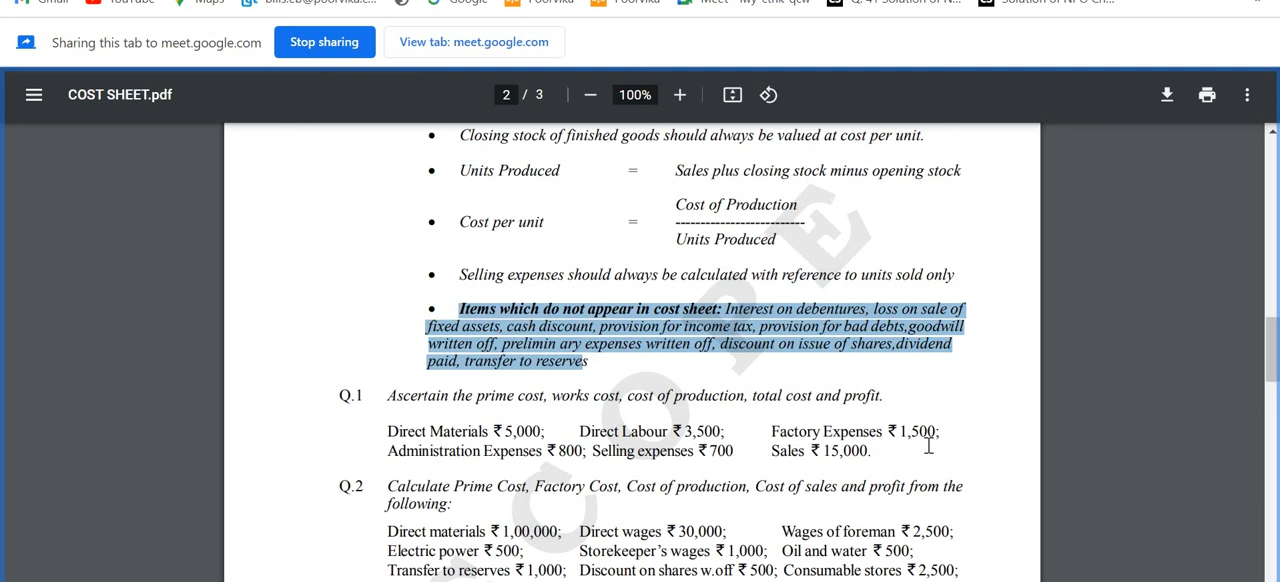 Gmail YouTube Maps bills.eb@poorvika.c... Google Poorvika Poorvika Meet
Sharing this tab to meet.google.com Stop sharing View tab: meet.google.com
COST SHEET.pdf 2 / 3 100%
• Closing stock of finished goods should always be valued at cost per unit.
• Units Produced = Sales plus closing stock minus opening stock
Cost of Production
• Cost per unit = --------------------------
Units Produced
• Selling expenses should always be calculated with reference to units sold only
• Items which do not appear in cost sheet: Interest on debentures, loss on sale of
fixed assets, cash discount, provision for income tax, provision for bad debts,goodwill
written off, prelimin ary expenses written off, discount on issue of shares,dividend
paid, transfer to reserves
Q.1 Ascertain the prime cost, works cost, cost of production, total cost and profit.
Direct Materials ₹ 5,000; Direct Labour ₹ 3,500; Factory Expenses ₹ 1,500;
Administration Expenses ₹ 800; Selling expenses ₹ 700 Sales ₹ 15,000.
Q.2 Calculate Prime Cost, Factory Cost, Cost of production, Cost of sales and profit from the
following:
Direct materials ₹ 1,00,000; Direct wages ₹ 30,000; Wages of foreman ₹ 2,500;
Electric power ₹ 500; Storekeeper's wages ₹ 1,000; Oil and water ₹ 500;
Transfer to reserves ₹ 1,000; Discount on shares w.off ₹ 500; Consumable stores ₹ 2,500;